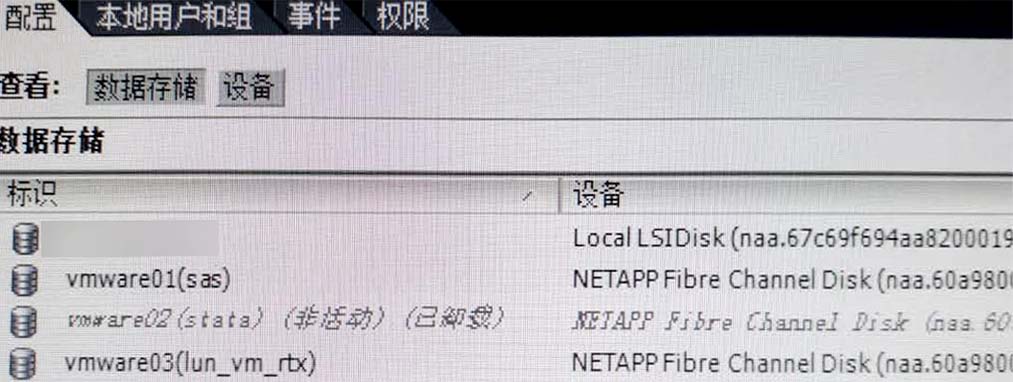 配置 本地用户和组 事件 权限
查看: 数据存储 设备
数据存储
标识 设备
Local LSIDisk (naa.67c69f694aa8200019
vmware01(sas) NETAPP Fibre Channel Disk (naa.60a980
vmware02(stata) (非活动) (已卸载) NETAPP Fibre Channel Disk (naa.60
vmware03(lun_vm_rtx) NETAPP Fibre Channel Disk (naa.60a980